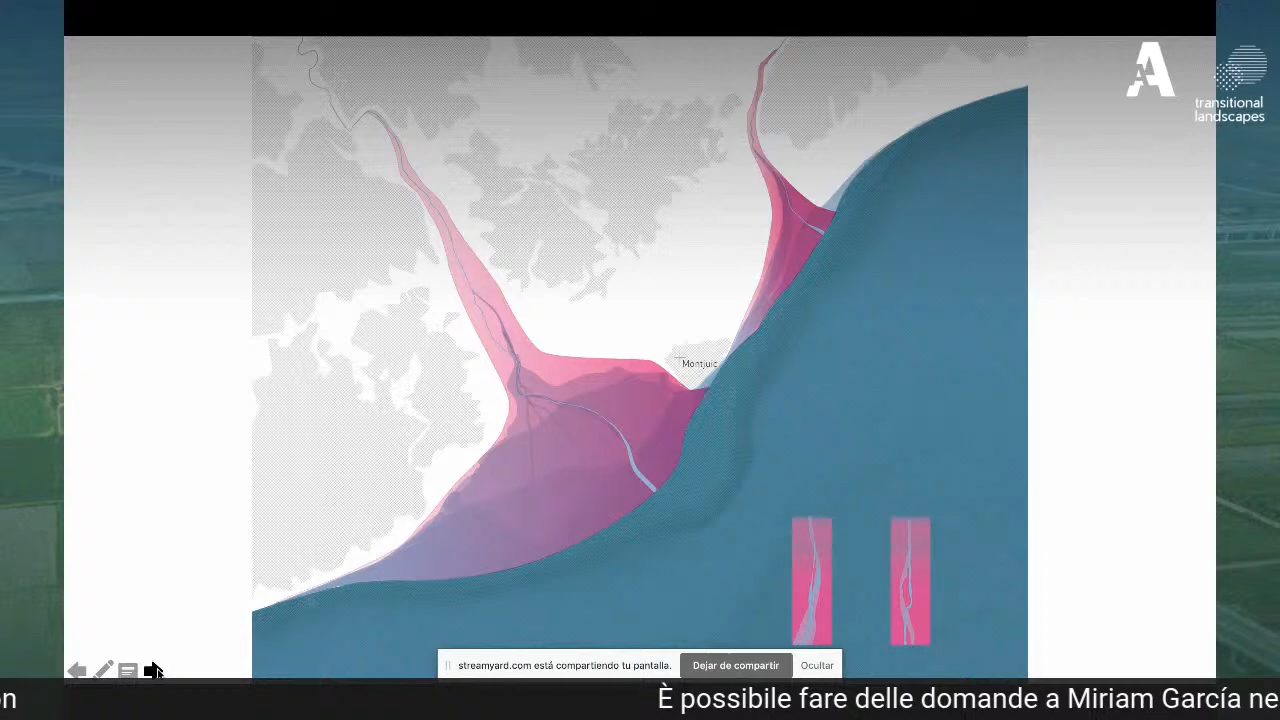 A
transitional
landscapes
Montjuïc
streamyard.com está compartiendo tu pantalla.
Dejar de compartir
Ocultar
on
È possibile fare delle domande a Miriam García ne